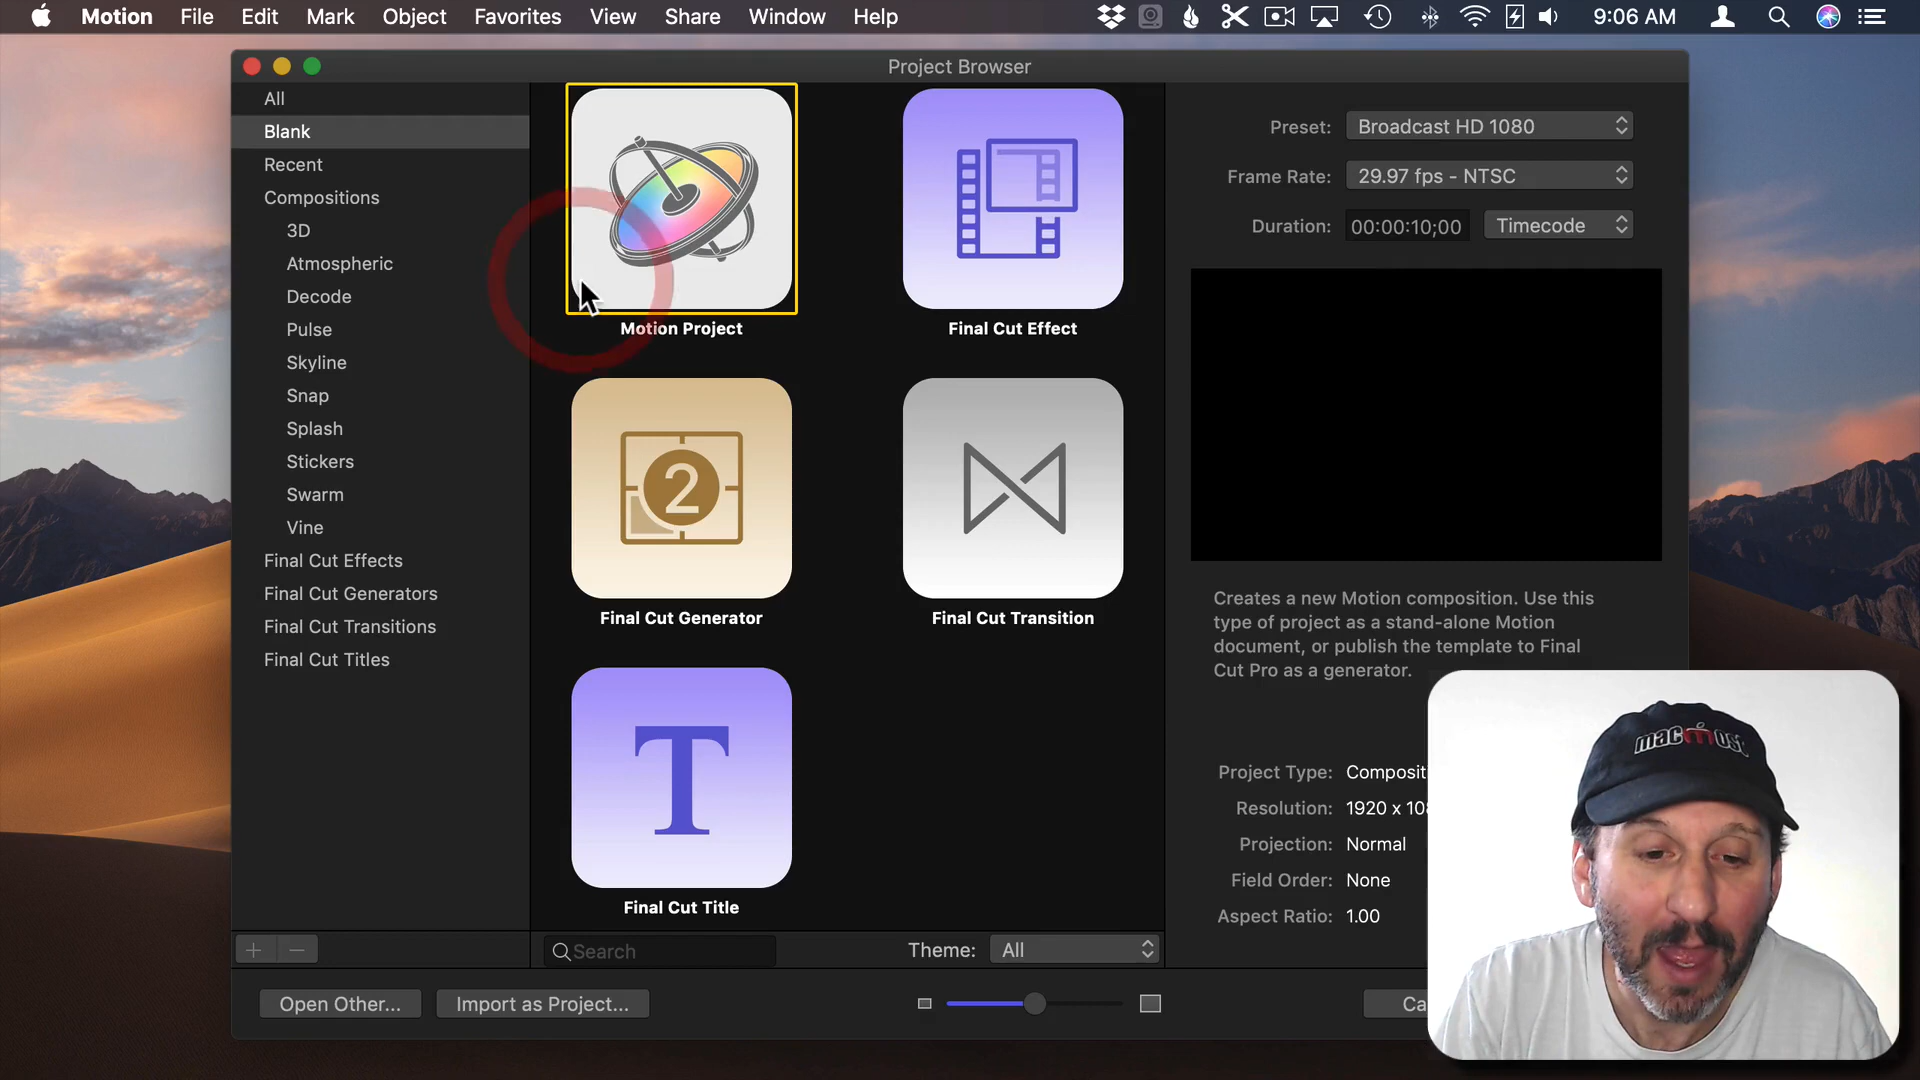 Motion File Edit Mark Object Favorites View Share Window Help 9:06 AM
Project Browser
All
Blank
Recent
Compositions
3D
Atmospheric
Decode
Pulse
Skyline
Snap
Splash
Stickers
Swarm
Vine
Final Cut Effects
Final Cut Generators
Final Cut Transitions
Final Cut Titles
Motion Project
Final Cut Effect
2
Final Cut Generator
Final Cut Transition
T
Final Cut Title
Search
Theme: All
Open Other...
Import as Project...
Preset: Broadcast HD 1080
Frame Rate: 29.97 fps - NTSC
Duration: 00:00:10;00 Timecode
Creates a new Motion composition. Use this
type of project as a stand-alone Motion
document, or publish the template to Final
Cut Pro as a generator.
Project Type: Composit
Resolution: 1920 x 108
Projection: Normal
Field Order: None
Aspect Ratio: 1.00
Ca
macmost